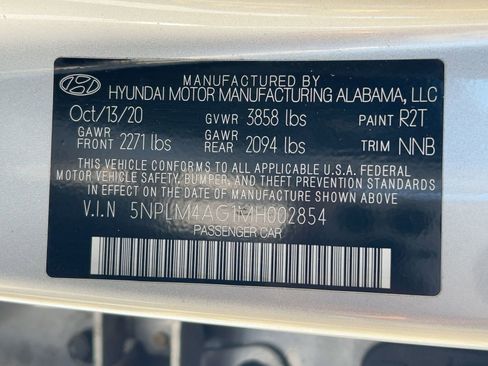 MANUFACTURED BY
HYUNDAI MOTOR MANUFACTURING ALABAMA, LLC
Oct/13/20 GVWR 3858 lbs PAINT R2T
GAWR FRONT 2271 lbs GAWR REAR 2094 lbs TRIM NNB
THIS VEHICLE CONFORMS TO ALL APPLICABLE U.S.A. FEDERAL
MOTOR VEHICLE SAFETY, BUMPER, AND THEFT PREVENTION STANDARDS
IN EFFECT ON THE DATE OF MANUFACTURE SHOWN ABOVE.
V.I.N 5NPLM4AG1MH002854
PASSENGER CAR